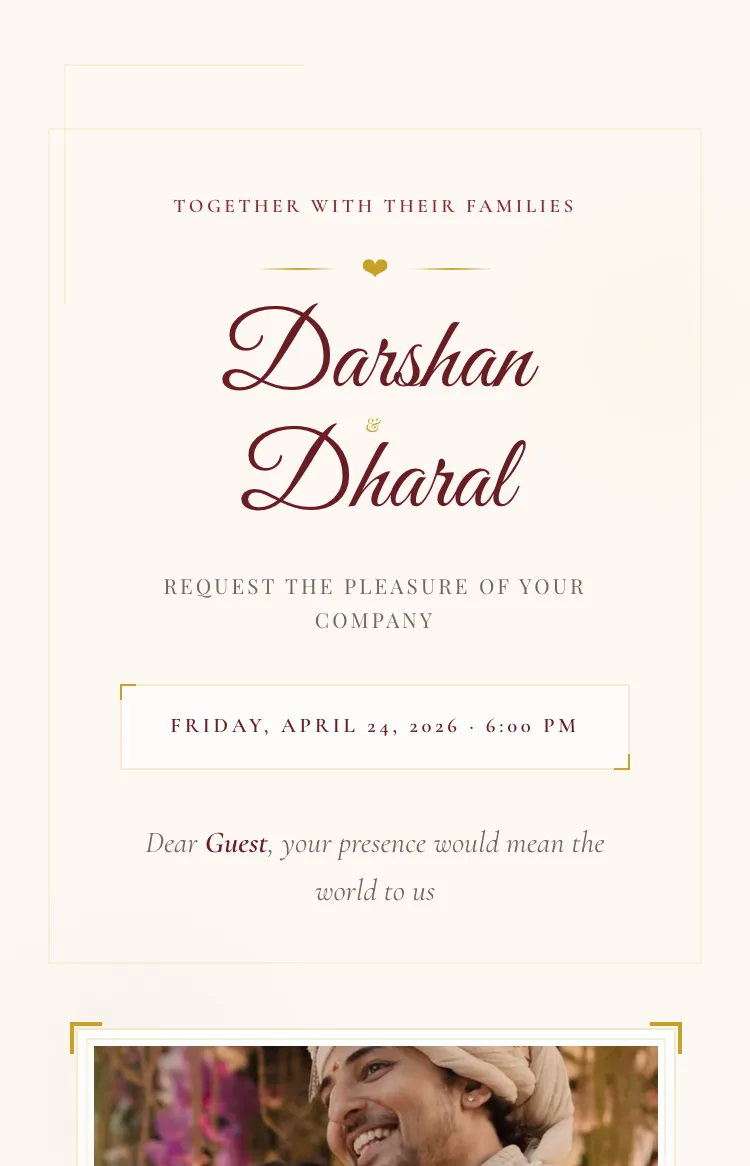 TOGETHER WITH THEIR FAMILIES
Darshan
&
Dharal
REQUEST THE PLEASURE OF YOUR
COMPANY
FRIDAY, APRIL 24, 2026 · 6:00 PM
Dear Guest, your presence would mean the
world to us